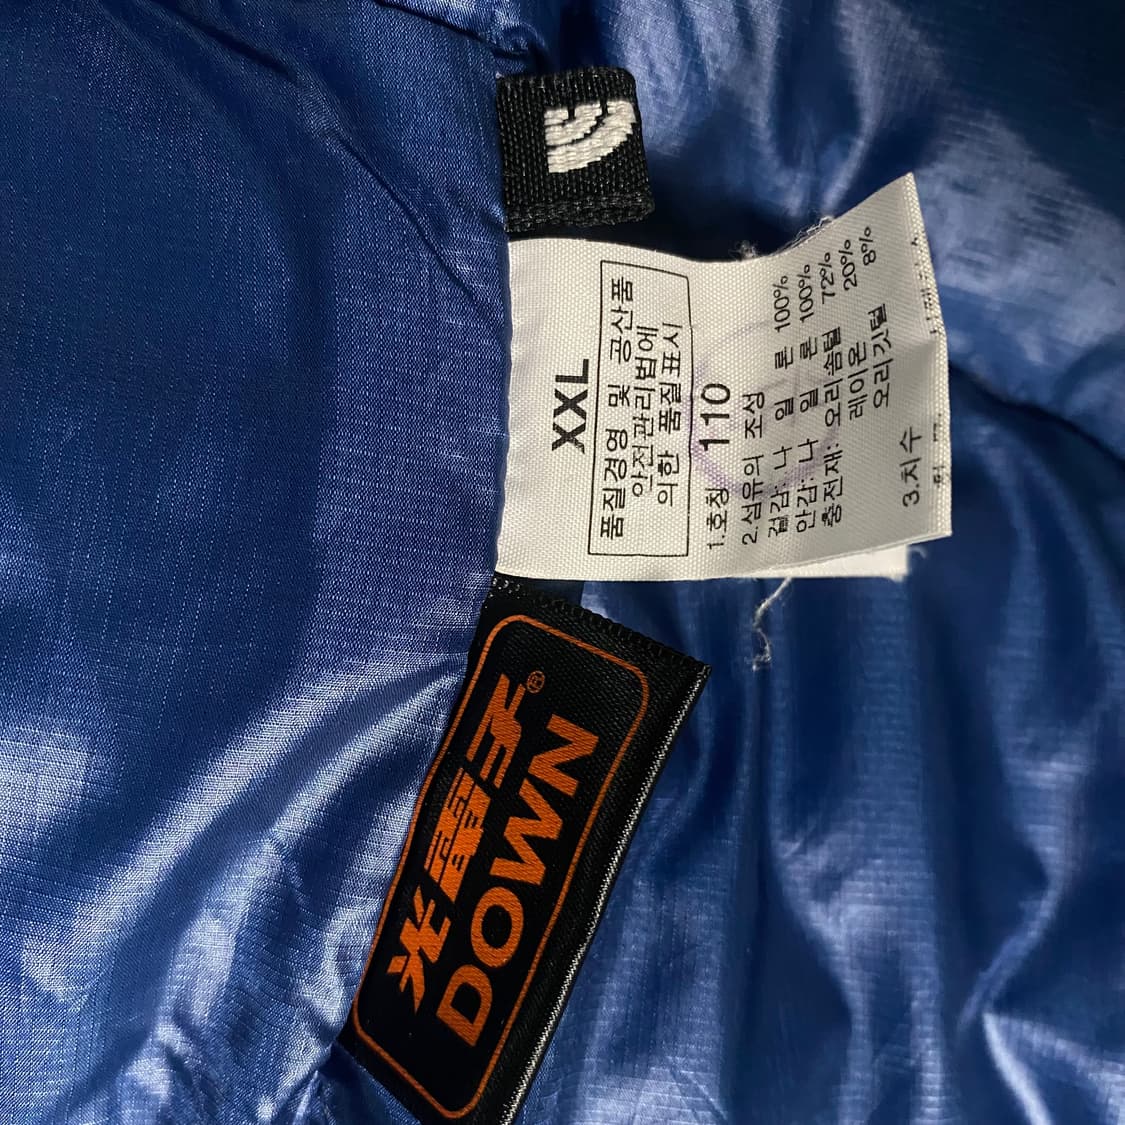 XXL
품질경영 및 공산품
안전관리법에
의한 품질표시
1.호칭 110
2.섬유의 조성
겉감: 나 일 론 100%
안감: 나 일 론 100%
충전재: 오리솜털 72%
레이온 20%
오리깃털 8%
3.치수
®
DOWN